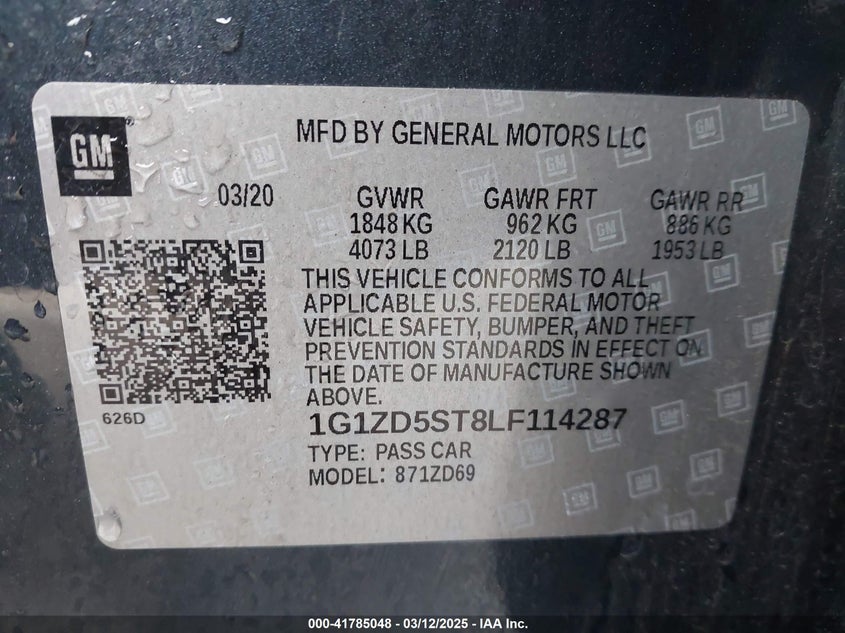 GM
MFD BY GENERAL MOTORS LLC
03/20 GVWR GAWR FRT GAWR RR
1848 KG 962 KG 886 KG
4073 LB 2120 LB 1953 LB
THIS VEHICLE CONFORMS TO ALL
APPLICABLE U.S. FEDERAL MOTOR
VEHICLE SAFETY, BUMPER, AND THEFT
PREVENTION STANDARDS IN EFFECT ON
THE DATE OF MANUFACTURE SHOWN
ABOVE.
626D
1G1ZD5ST8LF114287
TYPE: PASS CAR
MODEL: 871ZD69
000-41785048 - 03/12/2025 - IAA Inc.